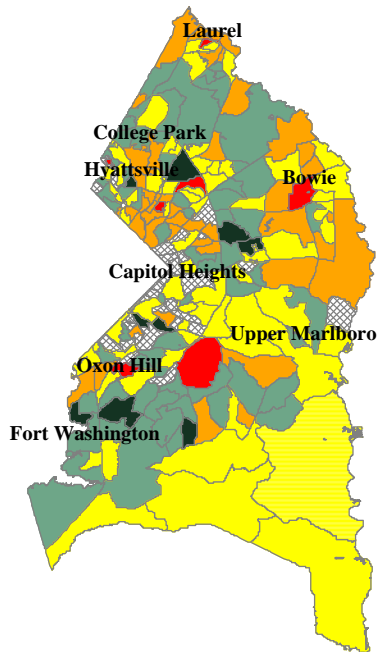 Laurel
College Park
Hyattsville
Bowie
Capitol Heights
Upper Marlboro
Oxon Hill
Fort Washington